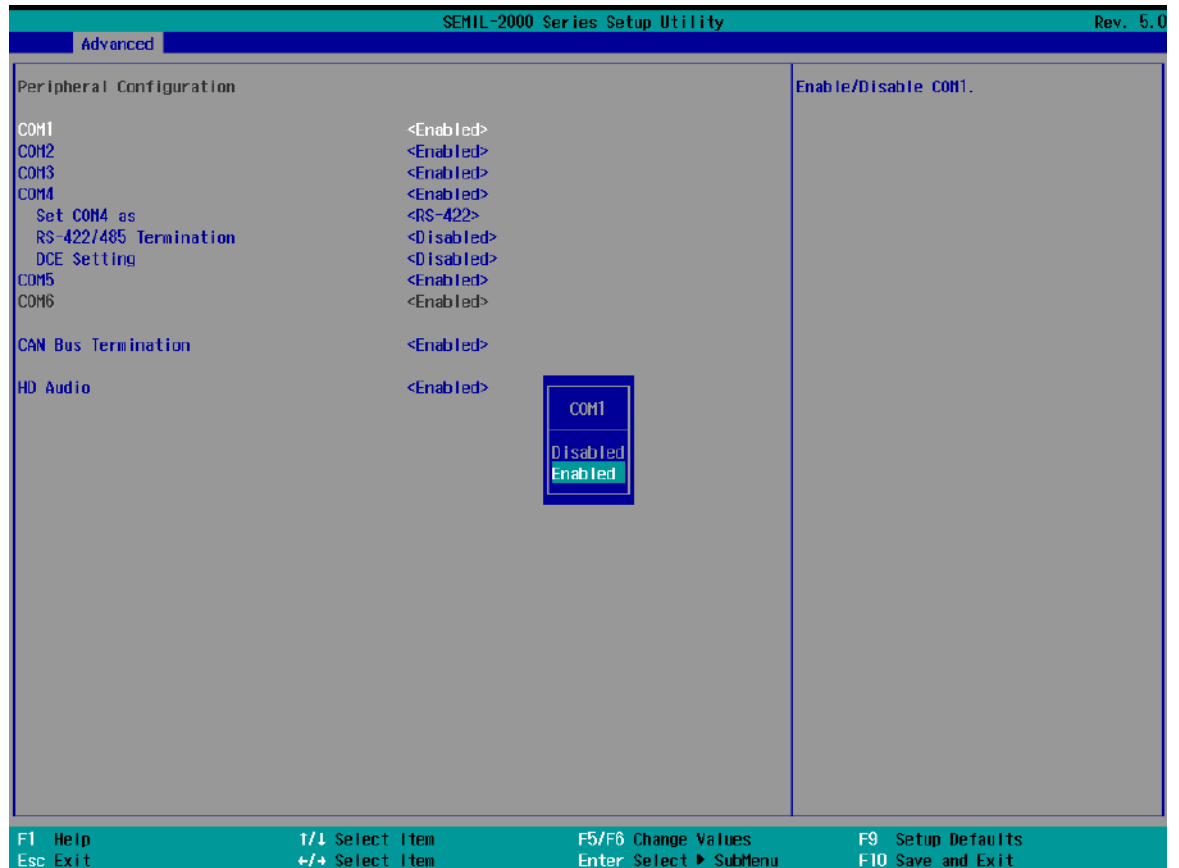 SEMIL-2000 Series Setup Utility Rev. 5.0
Advanced
Peripheral Configuration Enable/Disable COM1.
COM1 <Enabled>
COM2 <Enabled>
COM3 <Enabled>
COM4 <Enabled>
Set COM4 as <RS-422>
RS-422/485 Termination <Disabled>
DCE Setting <Disabled>
COM5 <Enabled>
COM6 <Enabled>
CAN Bus Termination <Enabled>
HD Audio <Enabled>
COM1
Disabled
Enabled
F1 Help ↑/↓ Select Item F5/F6 Change Values F9 Setup Defaults
Esc Exit ←/→ Select Item Enter Select ▶ SubMenu F10 Save and Exit